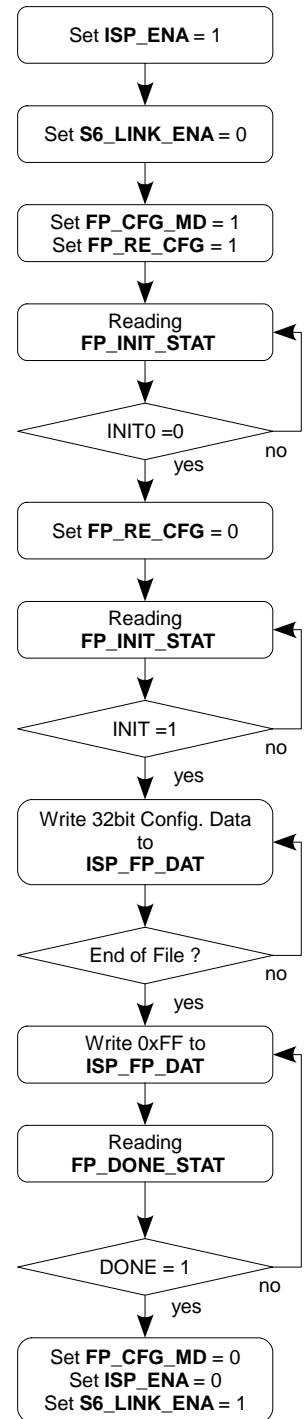 Set ISP_ENA = 1
Set S6_LINK_ENA = 0
Set FP_CFG_MD = 1
Set FP_RE_CFG = 1
Reading
FP_INIT_STAT
INIT0 =0
no
yes
Set FP_RE_CFG = 0
Reading
FP_INIT_STAT
INIT =1
no
yes
Write 32bit Config. Data
to
ISP_FP_DAT
End of File ?
no
yes
Write 0xFF to
ISP_FP_DAT
Reading
FP_DONE_STAT
DONE = 1
no
yes
Set FP_CFG_MD = 0
Set ISP_ENA = 0
Set S6_LINK_ENA = 1